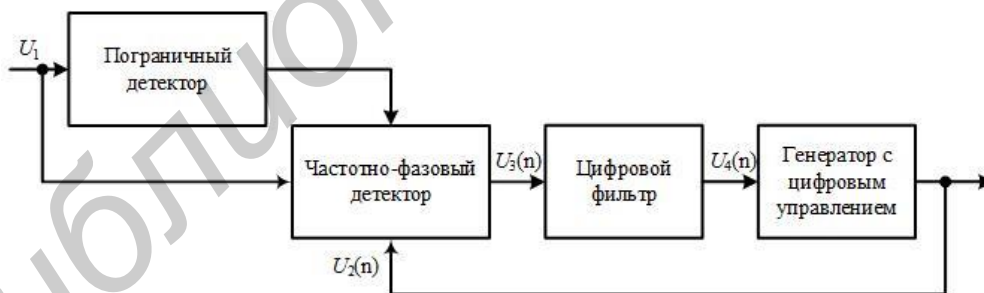 U₁
Пограничный
детектор
Частотно-фазовый
детектор
U₃(n)
Цифровой
фильтр
U₄(n)
Генератор с
цифровым
управлением
U₂(n)